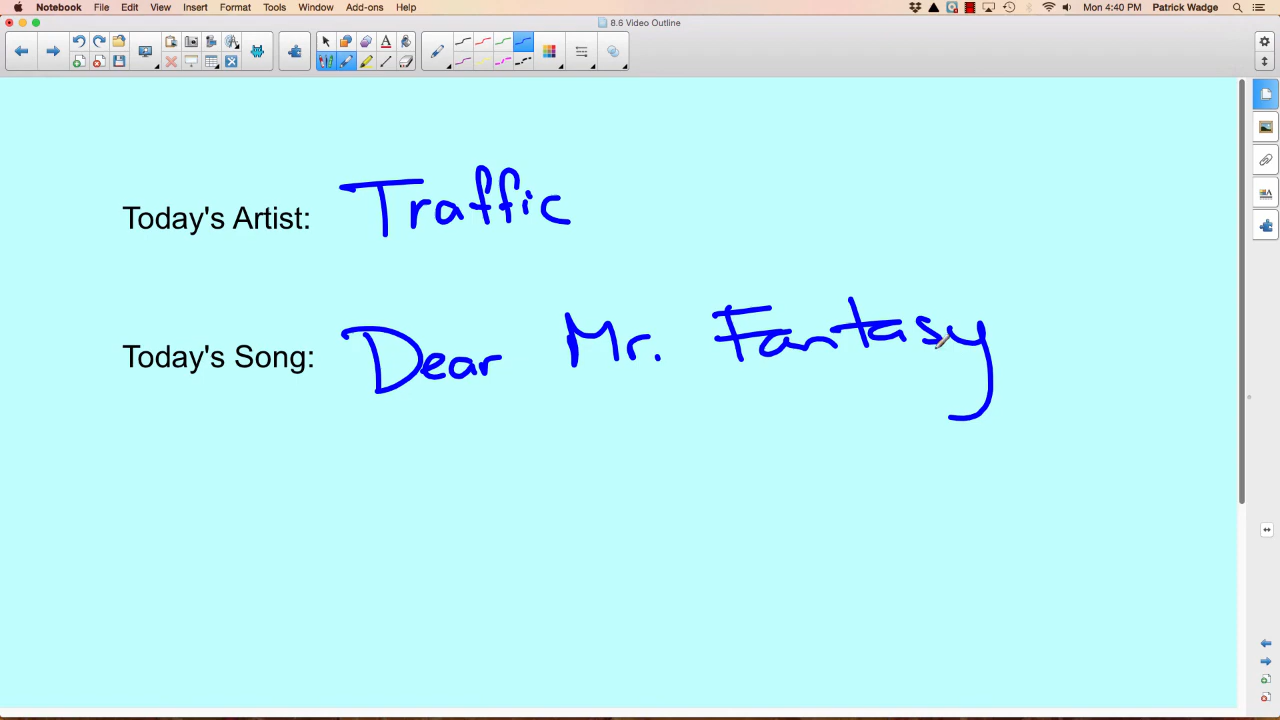 Notebook File Edit View Insert Format Tools Window Add-ons Help Mon 4:40 PM Patrick Wadge
8.6 Video Outline
Today's Artist: Traffic
Today's Song: Dear Mr. Fantasy